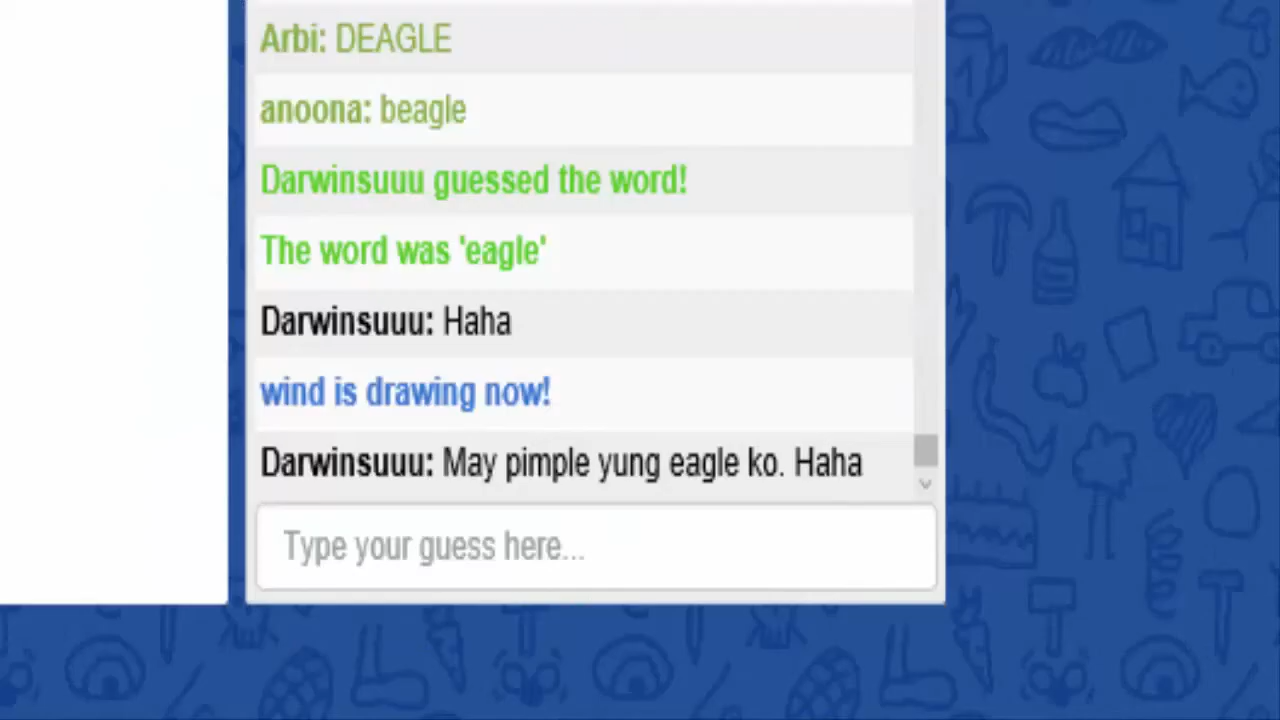 Arbi: DEAGLE
anoona: beagle
Darwinsuuu guessed the word!
The word was 'eagle'
Darwinsuuu: Haha
wind is drawing now!
Darwinsuuu: May pimple yung eagle ko. Haha
Type your guess here...